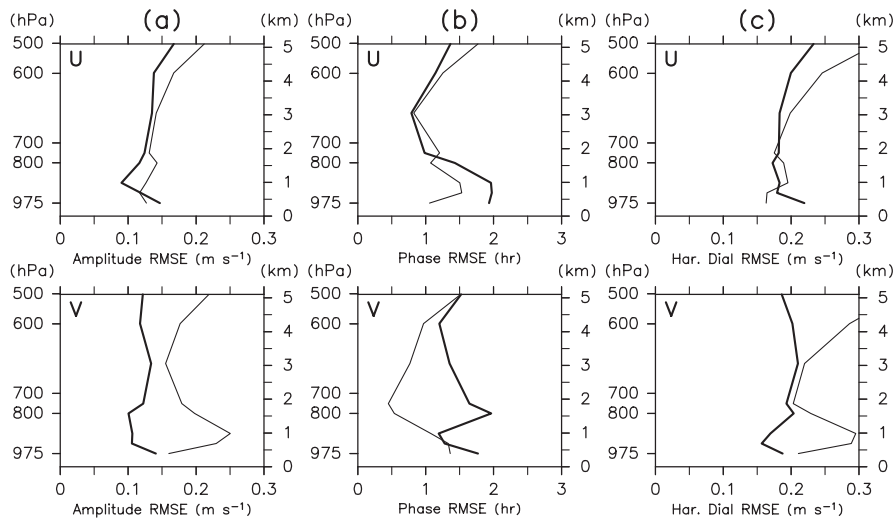 (hPa) (a) (km) (hPa) (b) (km) (hPa) (c) (km)
500 U 5 500 U 5 500 U 5
600 4 600 4 600 4
3 3 3
700 2 700 2 700 2
800 800 800
1 1 1
975 0 975 0 975 0
0 0.1 0.2 0.3 0 1 2 3 0 0.1 0.2 0.3
Amplitude RMSE (m s⁻¹) Phase RMSE (hr) Har. Dial RMSE (m s⁻¹)
(hPa) (km) (hPa) (km) (hPa) (km)
500 V 5 500 V 5 500 V 5
600 4 600 4 600 4
3 3 3
700 2 700 2 700 2
800 800 800
1 1 1
975 0 975 0 975 0
0 0.1 0.2 0.3 0 1 2 3 0 0.1 0.2 0.3
Amplitude RMSE (m s⁻¹) Phase RMSE (hr) Har. Dial RMSE (m s⁻¹)